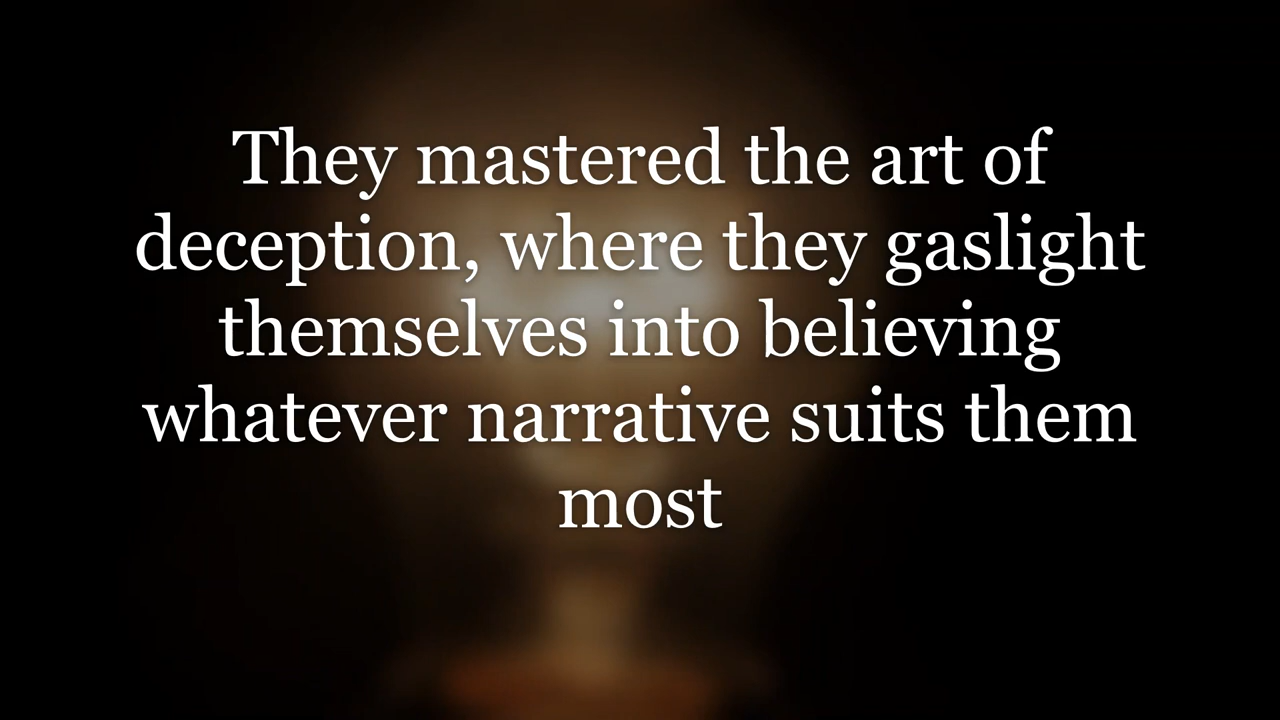 They mastered the art of
deception, where they gaslight
themselves into believing
whatever narrative suits them
most